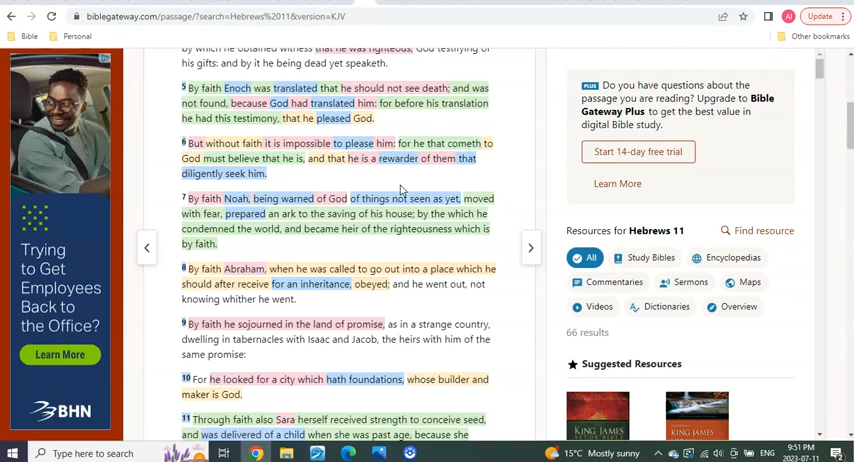 biblegateway.com/passage/?search=Hebrews%2011&version=KJV
AI
Update
Bible
Personal
Other bookmarks
Trying
to Get
Employees
Back to
the Office?
Learn More
BHN
by which he obtained witness that he was righteous, God testifying of
his gifts: and by it he being dead yet speaketh.
5 By faith Enoch was translated that he should not see death; and was
not found, because God had translated him: for before his translation
he had this testimony, that he pleased God.
6 But without faith it is impossible to please him: for he that cometh to
God must believe that he is, and that he is a rewarder of them that
diligently seek him.
7 By faith Noah, being warned of God of things not seen as yet, moved
with fear, prepared an ark to the saving of his house; by the which he
condemned the world, and became heir of the righteousness which is
by faith.
8 By faith Abraham, when he was called to go out into a place which he
should after receive for an inheritance, obeyed; and he went out, not
knowing whither he went.
9 By faith he sojourned in the land of promise, as in a strange country,
dwelling in tabernacles with Isaac and Jacob, the heirs with him of the
same promise:
10 For he looked for a city which hath foundations, whose builder and
maker is God.
11 Through faith also Sara herself received strength to conceive seed,
and was delivered of a child when she was past age, because she
PLUS Do you have questions about the
passage you are reading? Upgrade to Bible
Gateway Plus to get the best value in
digital Bible study.
Start 14-day free trial
Learn More
Resources for Hebrews 11
Find resource
All
Study Bibles
Encyclopedias
Commentaries
Sermons
Maps
Videos
Dictionaries
Overview
66 results
Suggested Resources
KING JAMES
KING JAMES
Type here to search
15°C Mostly sunny
ENG
9:51 PM
2023-07-11
2